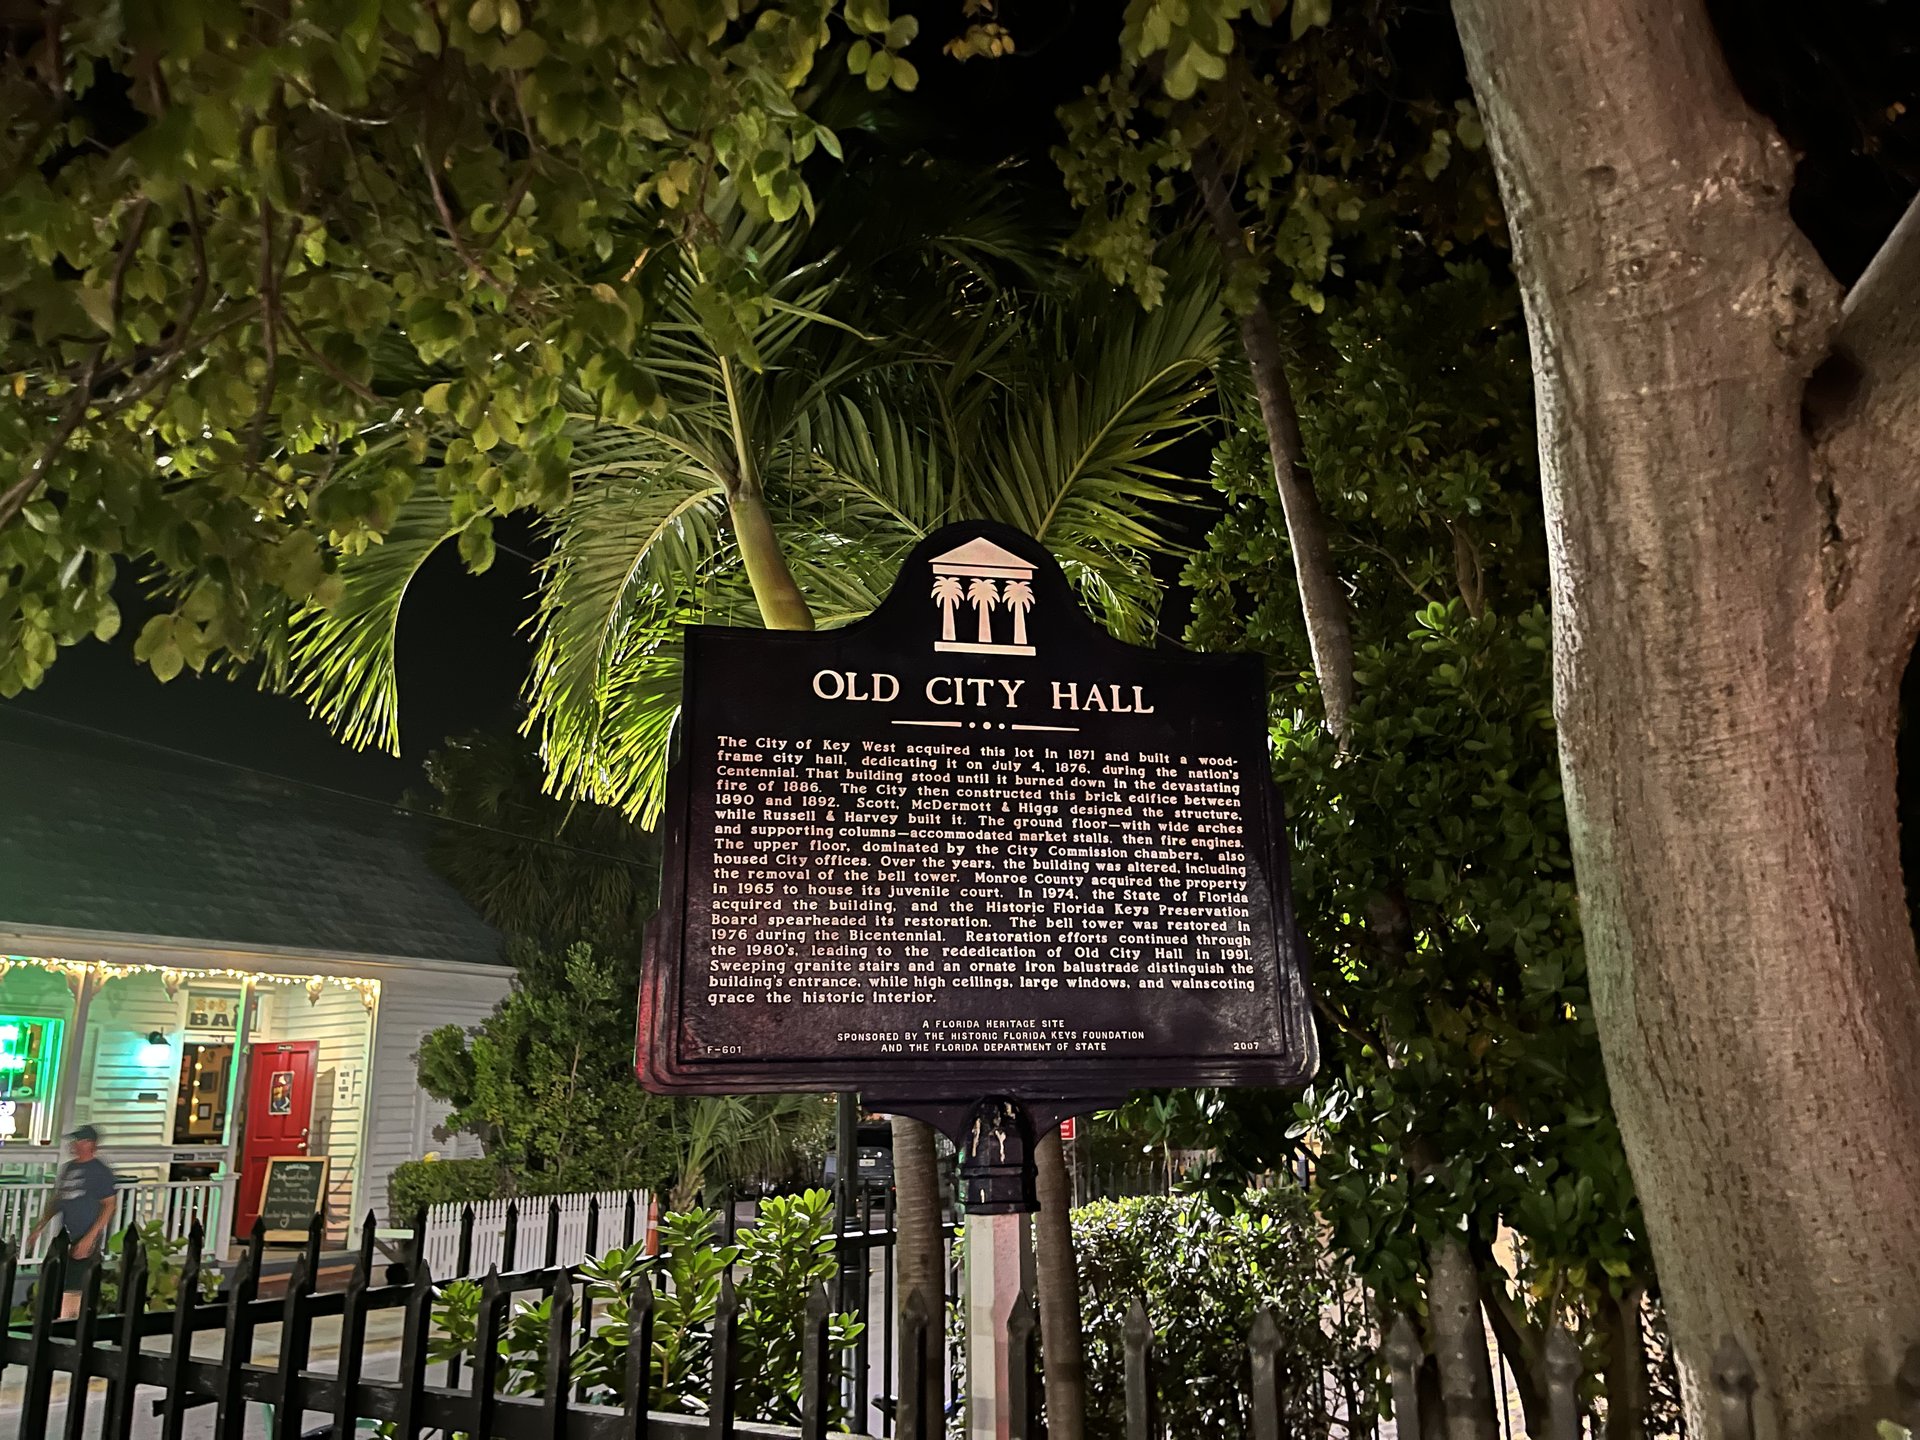 OLD CITY HALL
The City of Key West acquired this lot in 1871 and built a wood-
frame city hall, dedicating it on July 4, 1876, during the nation's
Centennial. That building stood until it burned down in the devastating
fire of 1886. The City then constructed this brick edifice between
1890 and 1892. Scott, McDermott & Higgs designed the structure,
while Russell & Harvey built it. The ground floor—with wide arches
and supporting columns—accommodated market stalls, then fire engines.
The upper floor, dominated by the City Commission chambers, also
housed City offices. Over the years, the building was altered, including
the removal of the bell tower. Monroe County acquired the property
in 1965 to house its juvenile court. In 1974, the State of Florida
acquired the building, and the Historic Florida Keys Preservation
Board spearheaded its restoration. The bell tower was restored in
1976 during the Bicentennial. Restoration efforts continued through
the 1980's, leading to the rededication of Old City Hall in 1991.
Sweeping granite stairs and an ornate iron balustrade distinguish the
building's entrance, while high ceilings, large windows, and wainscoting
grace the historic interior.
A FLORIDA HERITAGE SITE
SPONSORED BY THE HISTORIC FLORIDA KEYS FOUNDATION
AND THE FLORIDA DEPARTMENT OF STATE
F-601
2007
BAR